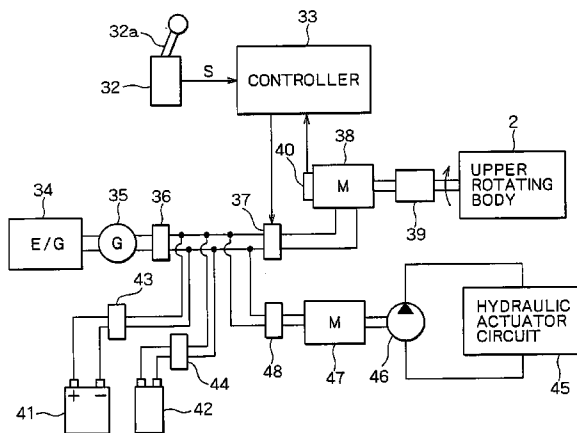 32a
33
32
S
CONTROLLER
40
38
2
M
UPPER
ROTATING
BODY
39
34
35
36
37
E/G
G
43
48
M
47
46
HYDRAULIC
ACTUATOR
CIRCUIT
45
44
+ −
41
42